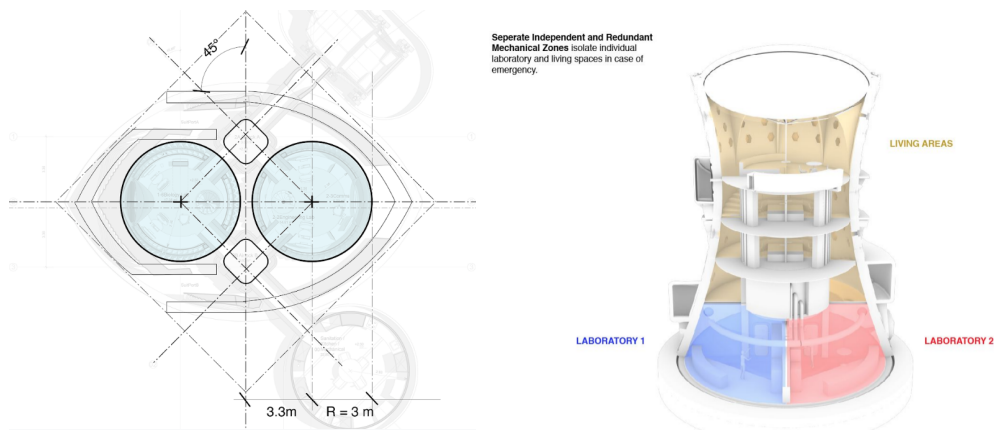 45°
3.3m
R = 3 m
Seperate Independent and Redundant
Mechanical Zones isolate individual
laboratory and living spaces in case of
emergency.
LIVING AREAS
LABORATORY 1
LABORATORY 2